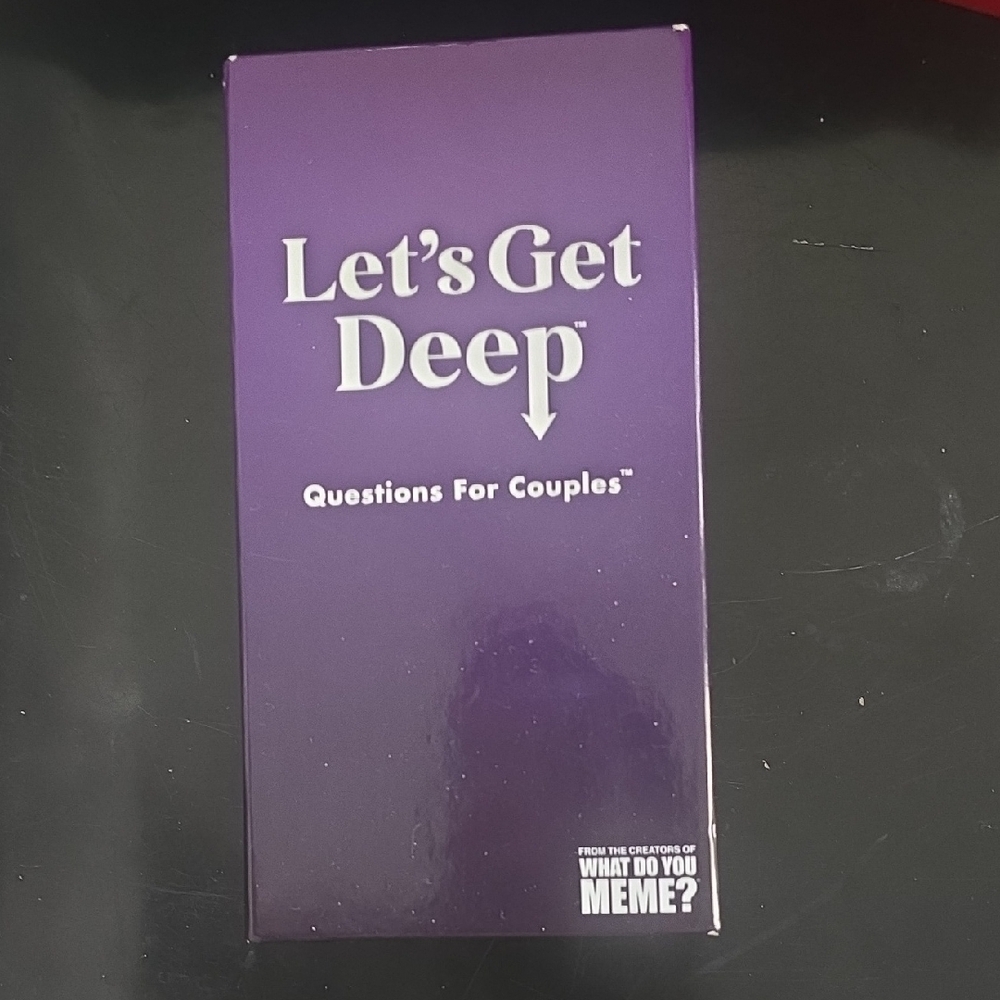 Let's Get
Deep™
Questions For Couples™
FROM THE CREATORS OF
WHAT DO YOU
MEME?